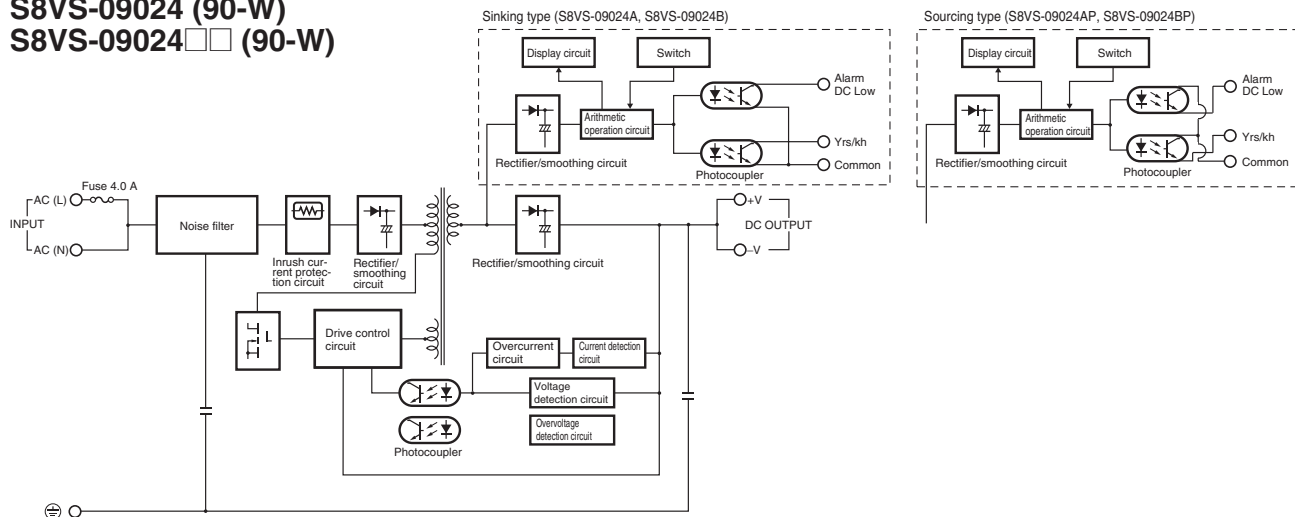 S8VS-09024 (90-W)
S8VS-09024□□ (90-W)
Sinking type (S8VS-09024A, S8VS-09024B)
Display circuit
Switch
Arithmetic
operation circuit
Rectifier/smoothing circuit
Photocoupler
Alarm
DC Low
Yrs/kh
Common
Sourcing type (S8VS-09024AP, S8VS-09024BP)
Display circuit
Switch
Arithmetic
operation circuit
Rectifier/smoothing circuit
Photocoupler
Alarm
DC Low
Yrs/kh
Common
Fuse 4.0 A
AC (L)
INPUT
AC (N)
Noise filter
Inrush cur-
rent protec-
tion circuit
Rectifier/
smoothing
circuit
Rectifier/smoothing circuit
+V
DC OUTPUT
–V
Drive control
circuit
Overcurrent
circuit
Current detection
circuit
Voltage
detection circuit
Overvoltage
detection circuit
Photocoupler